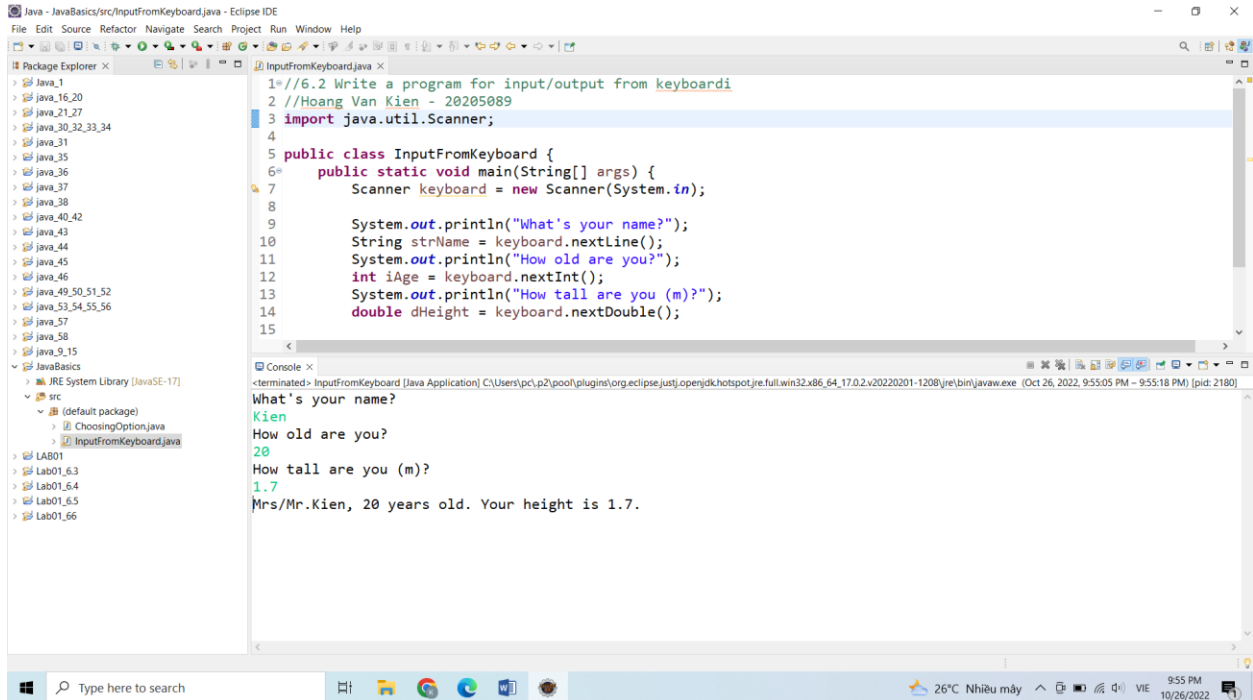 Java - JavaBasics/src/InputFromKeyboard.java - Eclipse IDE
File Edit Source Refactor Navigate Search Project Run Window Help
Package Explorer
Java_1
java_16_20
java_21_27
java_30_32_33_34
java_31
java_35
java_36
java_37
java_38
java_40_42
java_43
java_44
java_45
java_46
java_49_50_51_52
java_53_54_55_56
java_57
java_58
java_9_15
JavaBasics
JRE System Library [JavaSE-17]
src
(default package)
ChoosingOption.java
InputFromKeyboard.java
LAB01
Lab01_6.3
Lab01_6.4
Lab01_6.5
Lab01_66
InputFromKeyboard.java
1 //6.2 Write a program for input/output from keyboardi
2 //Hoang Van Kien - 20205089
3 import java.util.Scanner;
4
5 public class InputFromKeyboard {
6 public static void main(String[] args) {
7 Scanner keyboard = new Scanner(System.in);
8
9 System.out.println("What's your name?");
10 String strName = keyboard.nextLine();
11 System.out.println("How old are you?");
12 int iAge = keyboard.nextInt();
13 System.out.println("How tall are you (m)?");
14 double dHeight = keyboard.nextDouble();
15
Console
<terminated> InputFromKeyboard [Java Application] C:\Users\pc\.p2\pool\plugins\org.eclipse.justj.openjdk.hotspot.jre.full.win32.x86_64_17.0.2.v20220201-1208\jre\bin\javaw.exe (Oct 26, 2022, 9:55:05 PM – 9:55:18 PM) [pid: 2180]
What's your name?
Kien
How old are you?
20
How tall are you (m)?
1.7
Mrs/Mr.Kien, 20 years old. Your height is 1.7.
Type here to search
26°C Nhiều mây
VIE
9:55 PM
10/26/2022
1